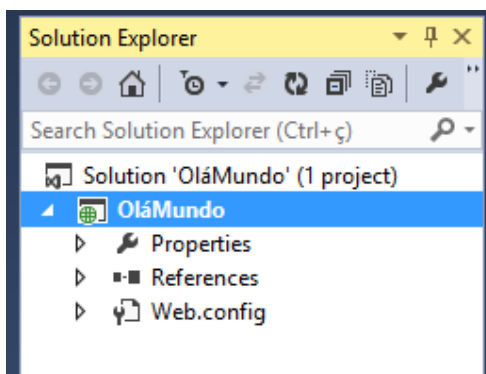 Solution Explorer
Search Solution Explorer (Ctrl+ç)
Solution 'OláMundo' (1 project)
OláMundo
Properties
References
Web.config